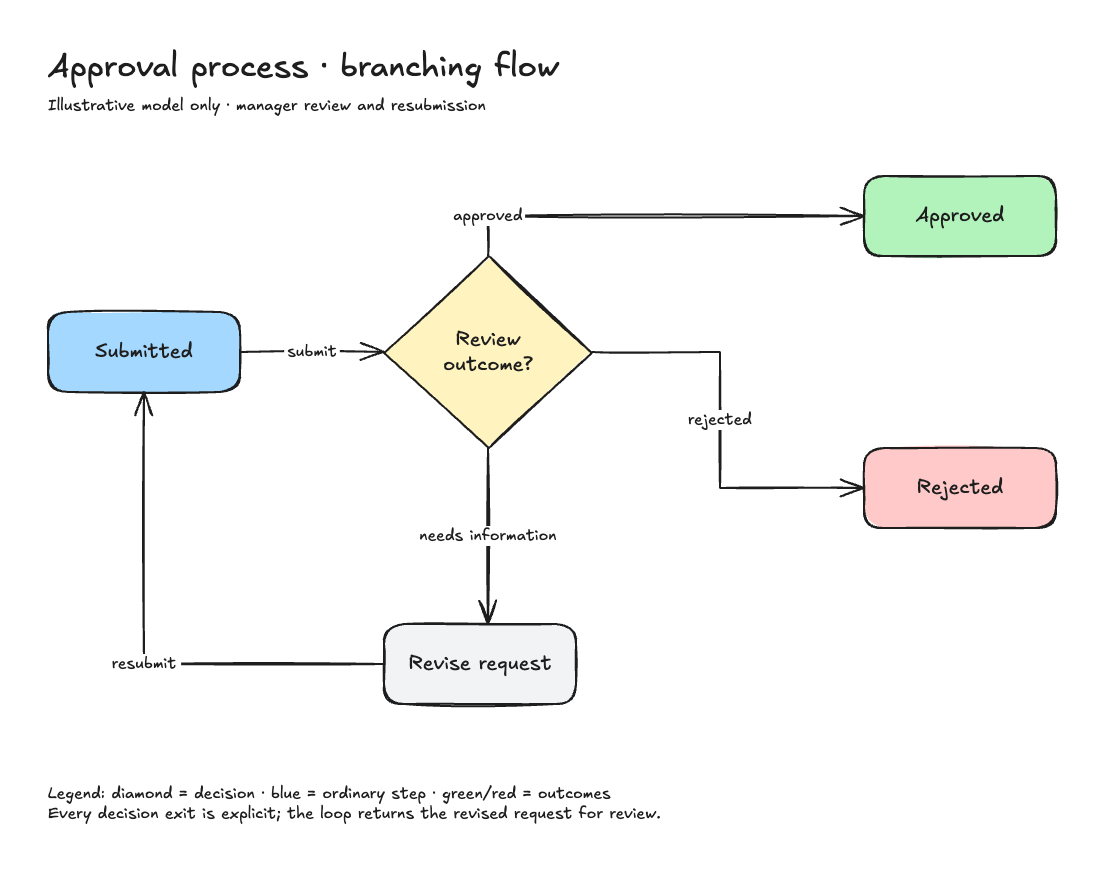 Approval process · branching flow
Illustrative model only · manager review and resubmission
approved
Approved
Submitted
submit
Review
outcome?
rejected
Rejected
needs information
resubmit
Revise request
Legend: diamond = decision · blue = ordinary step · green/red = outcomes
Every decision exit is explicit; the loop returns the revised request for review.